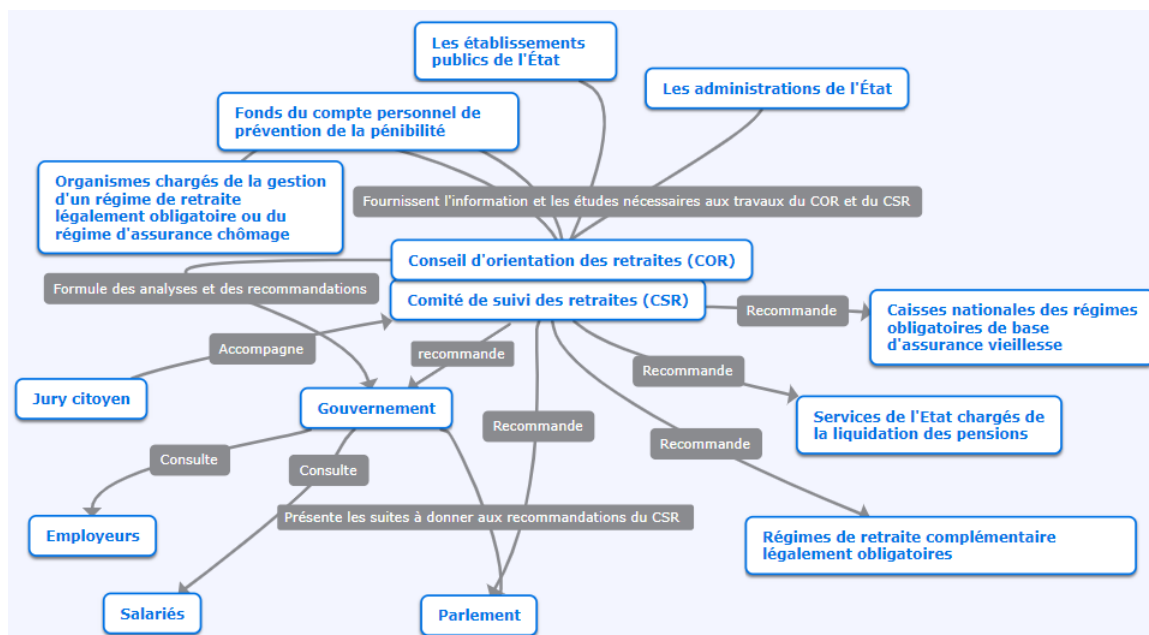 Les établissements
publics de l'État
Les administrations de l'État
Fonds du compte personnel de
prévention de la pénibilité
Organismes chargés de la gestion
d'un régime de retraite
légalement obligatoire ou du
régime d'assurance chômage
Fournissent l'information et les études nécessaires aux travaux du COR et du CSR
Conseil d'orientation des retraites (COR)
Formule des analyses et des recommandations
Comité de suivi des retraites (CSR)
Recommande
Caisses nationales des régimes
obligatoires de base
d'assurance vieillesse
Accompagne
recommande
Recommande
Jury citoyen
Gouvernement
Services de l'Etat chargés de
la liquidation des pensions
Recommande
Recommande
Consulte
Consulte
Présente les suites à donner aux recommandations du CSR
Employeurs
Régimes de retraite complémentaire
légalement obligatoires
Salariés
Parlement